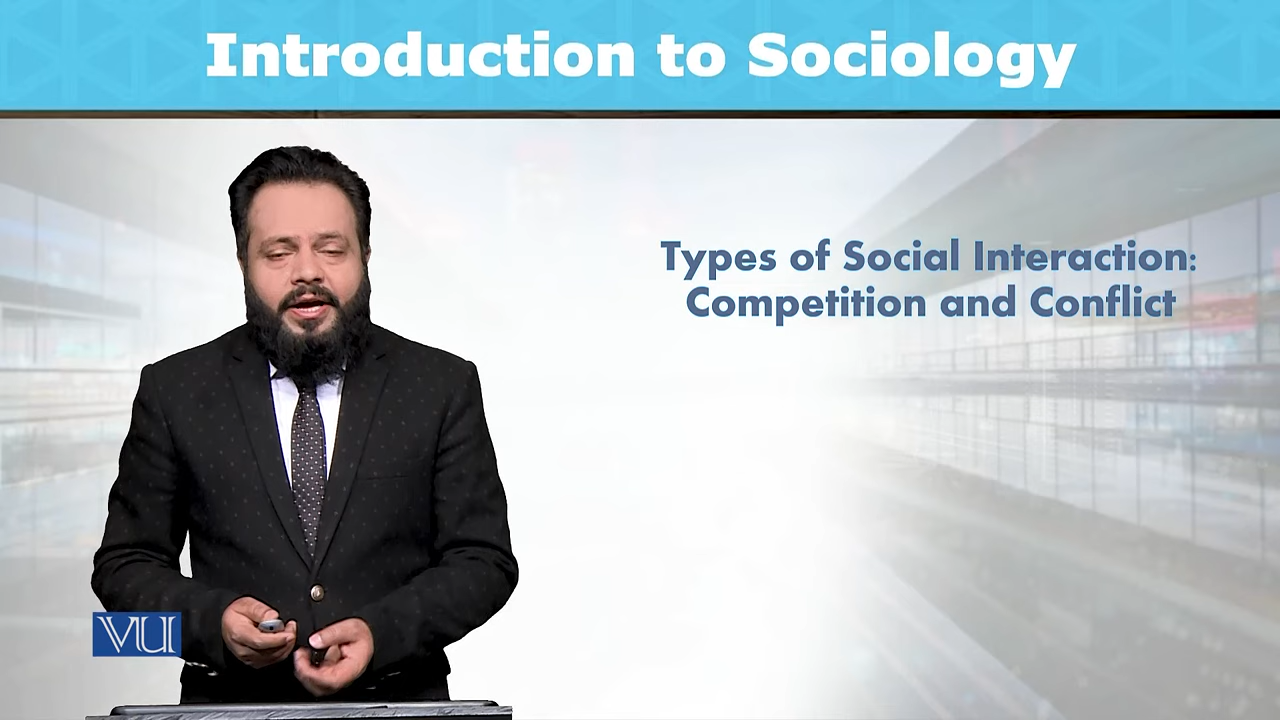 Introduction to Sociology
Types of Social Interaction:
Competition and Conflict
VU